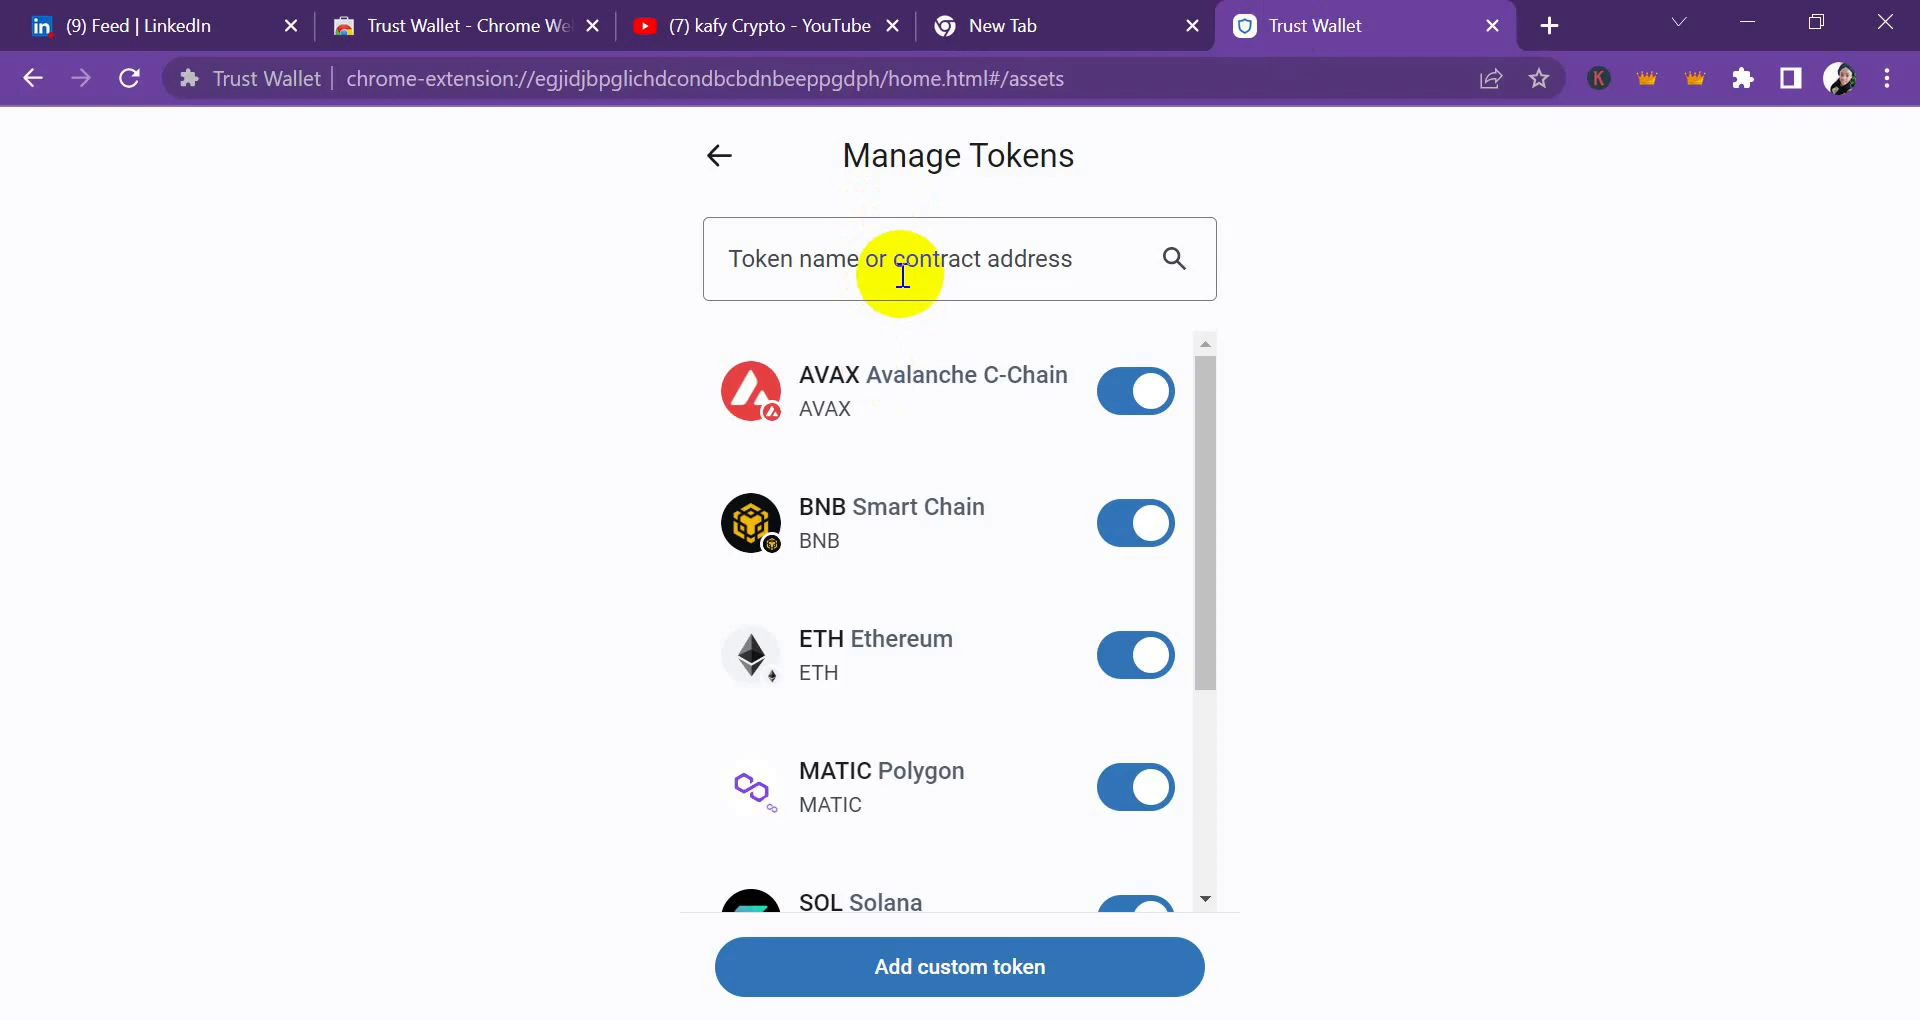 (9) Feed | LinkedIn
Trust Wallet - Chrome We
(7) kafy Crypto - YouTube
New Tab
Trust Wallet
Trust Wallet
chrome-extension://egjidjbpglichdcondbcbdnbeeppgdph/home.html#/assets
Manage Tokens
Token name or contract address
AVAX Avalanche C-Chain
AVAX
BNB Smart Chain
BNB
ETH Ethereum
ETH
MATIC Polygon
MATIC
SOL Solana
Add custom token